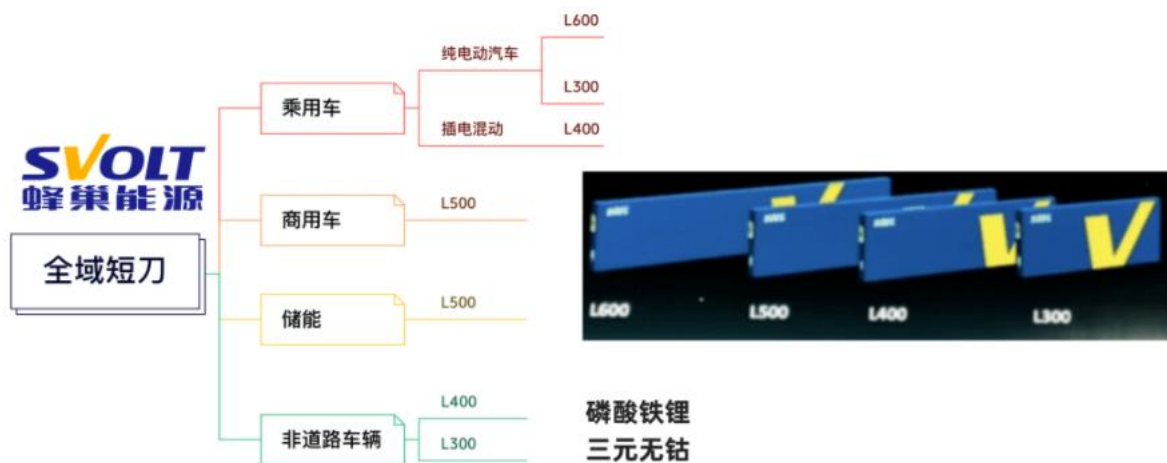 SVOLT
蜂巢能源
全域短刀
乘用车
纯电动汽车
L600
L300
插电混动
L400
商用车
L500
储能
L500
非道路车辆
L400
L300
L600
L500
L400
L300
磷酸铁锂
三元无钴